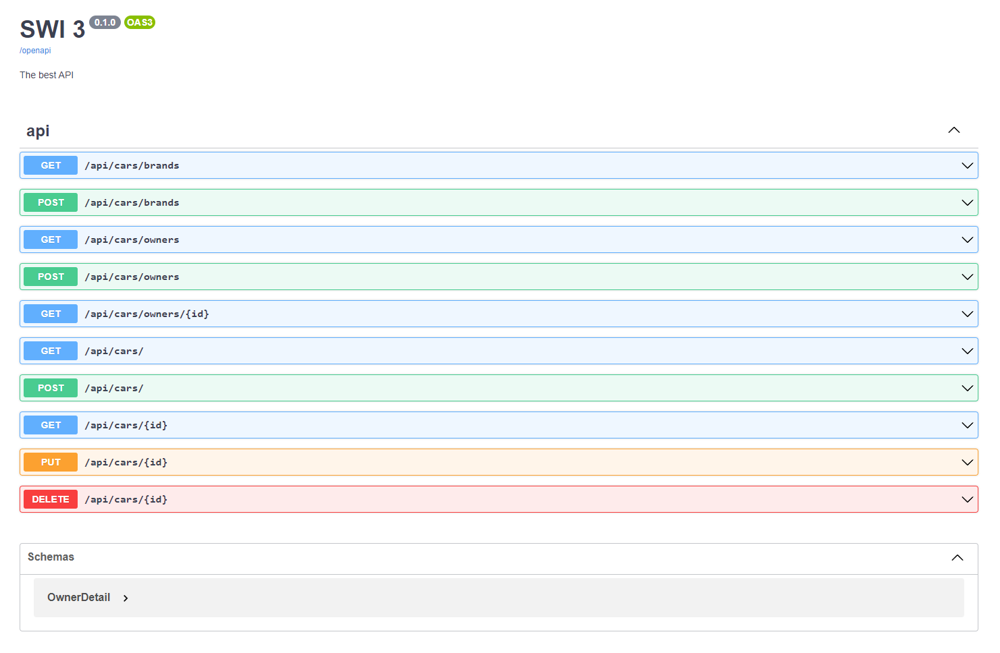 SWI 3 0.1.0 OAS3
/openapi
The best API
api
GET /api/cars/brands
POST /api/cars/brands
GET /api/cars/owners
POST /api/cars/owners
GET /api/cars/owners/{id}
GET /api/cars/
POST /api/cars/
GET /api/cars/{id}
PUT /api/cars/{id}
DELETE /api/cars/{id}
Schemas
OwnerDetail